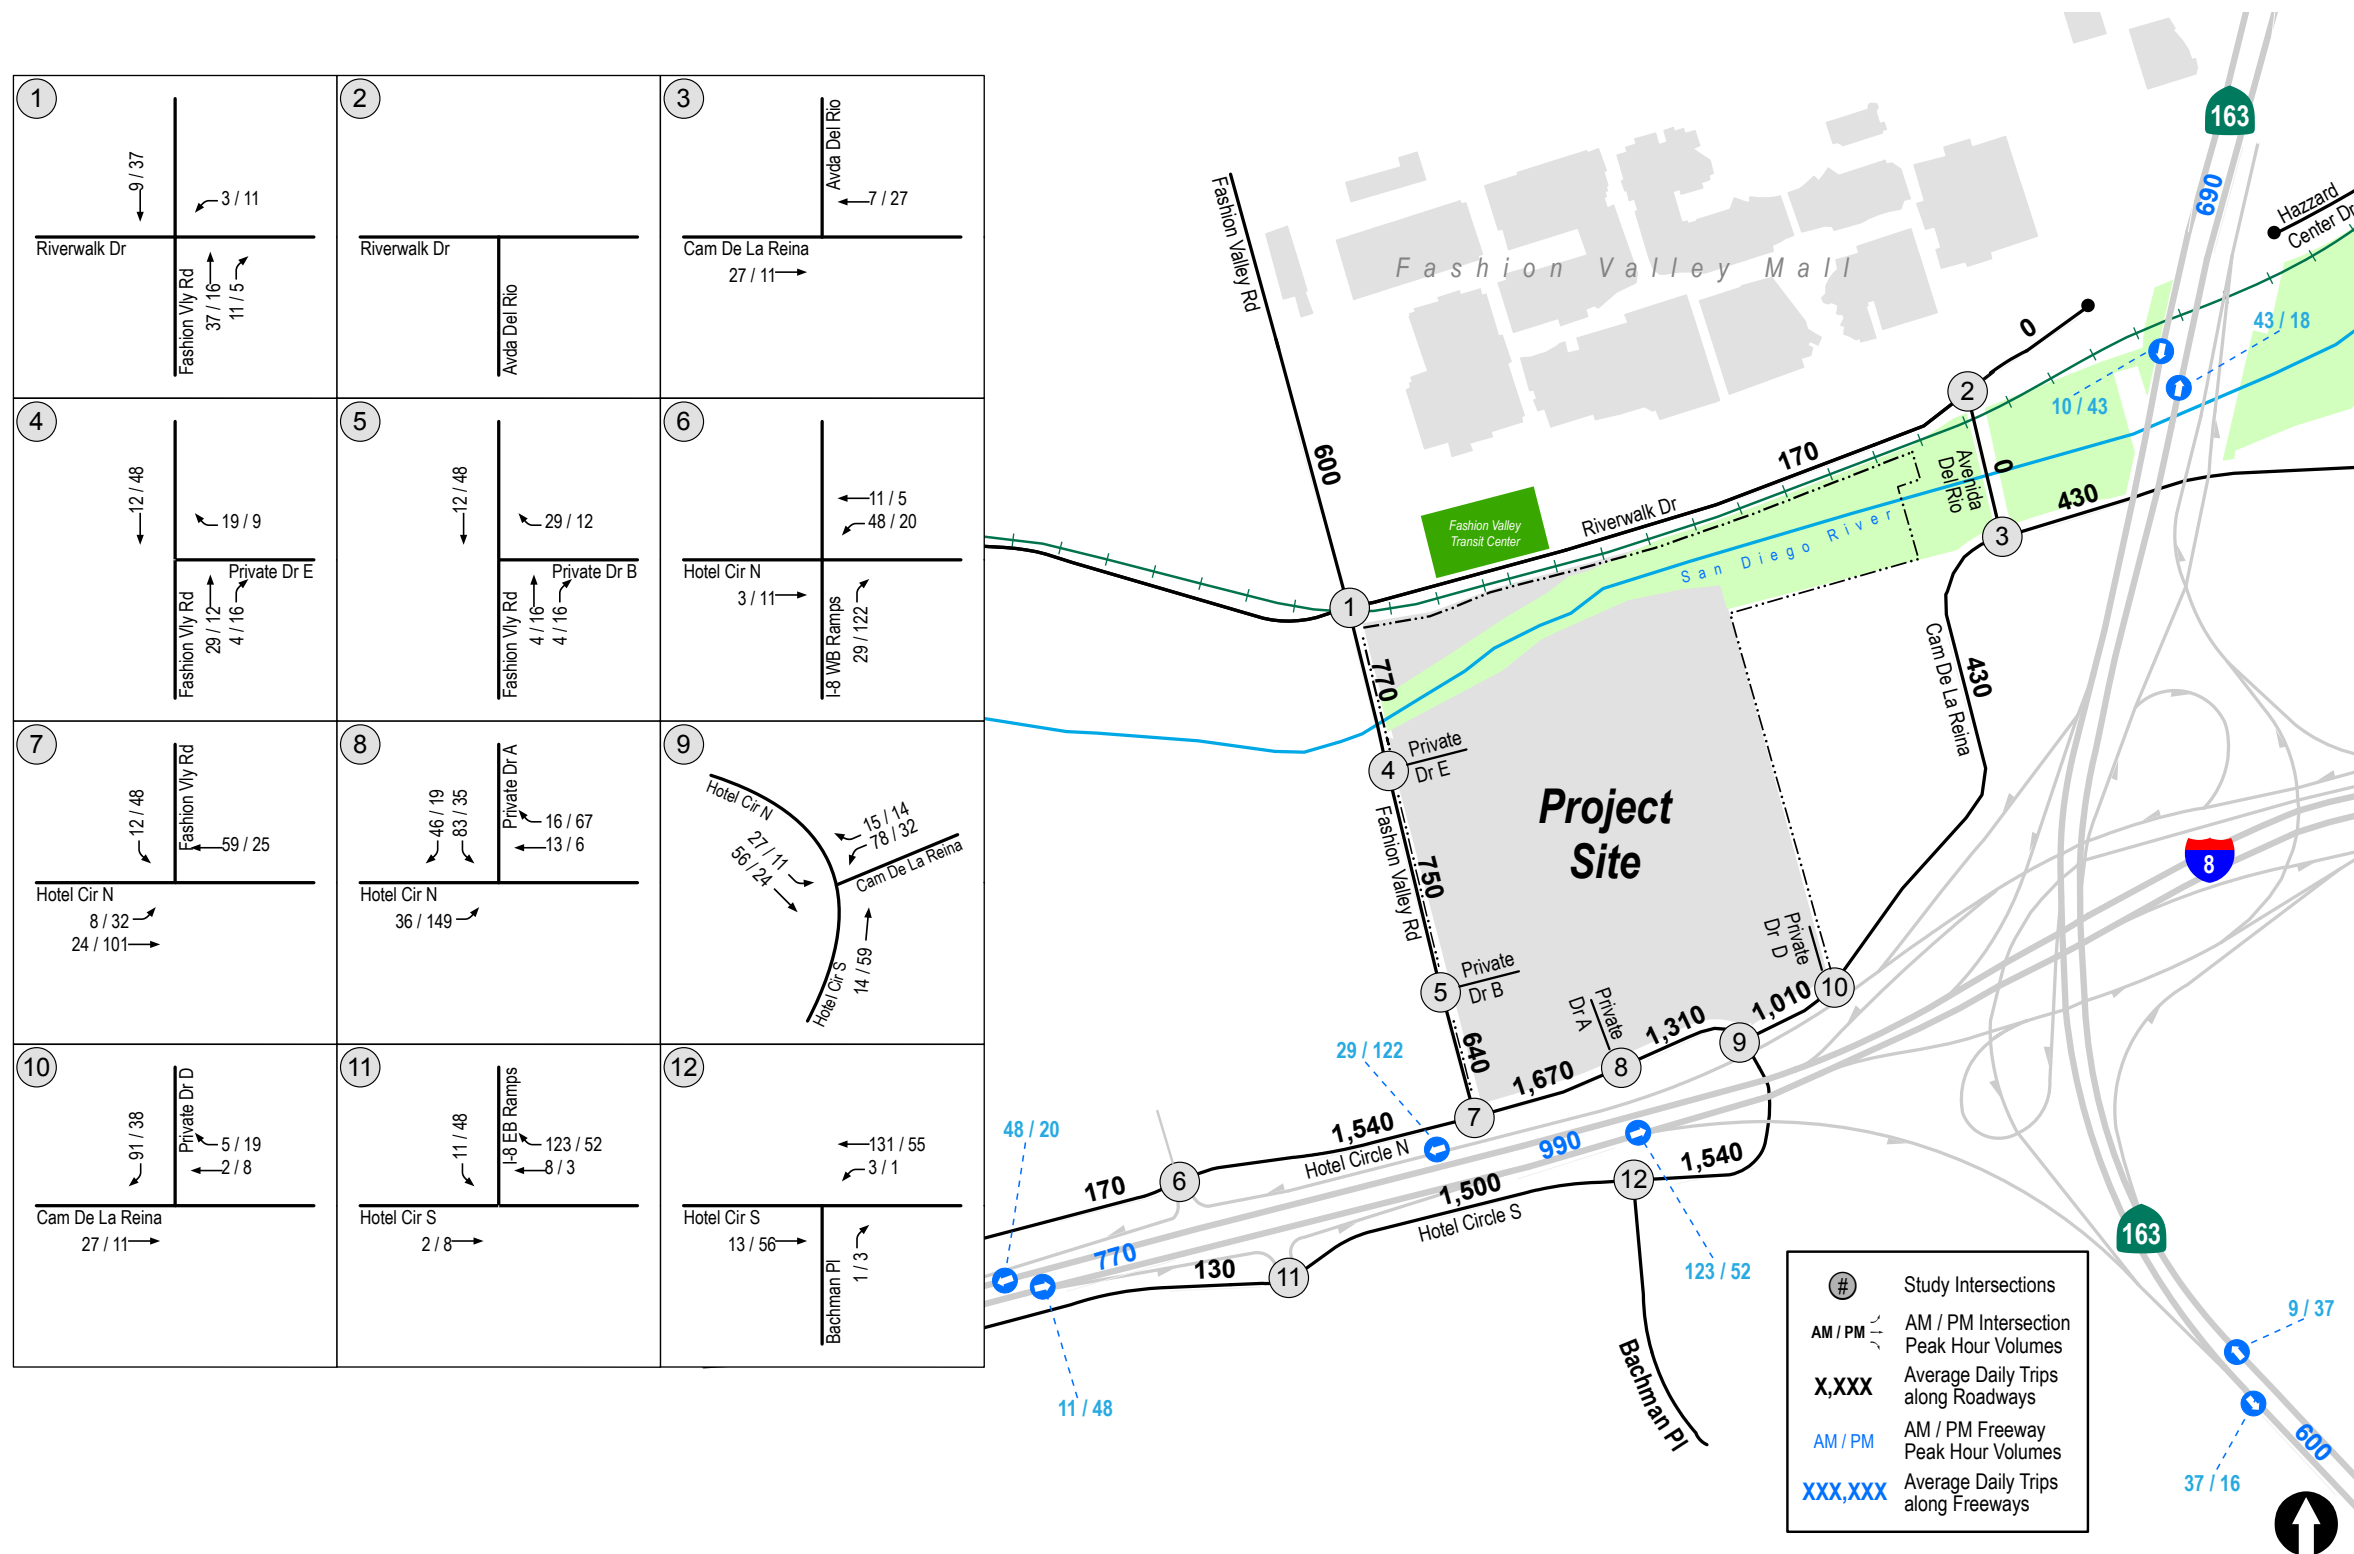 1
9 / 37
3 / 11
Riverwalk Dr
Fashion Vly Rd
37 / 16
11 / 5
2
Riverwalk Dr
Avda Del Rio
3
Avda Del Rio
7 / 27
Cam De La Reina
27 / 11
4
12 / 48
19 / 9
Private Dr E
Fashion Vly Rd
29 / 12
4 / 16
5
12 / 48
29 / 12
Private Dr B
Fashion Vly Rd
4 / 16
4 / 16
6
11 / 5
48 / 20
Hotel Cir N
3 / 11
I-8 WB Ramps
29 / 122
7
12 / 48
Fashion Vly Rd
59 / 25
Hotel Cir N
8 / 32
24 / 101
8
46 / 19
83 / 35
Private Dr A
16 / 67
13 / 6
Hotel Cir N
36 / 149
9
Hotel Cir N
27 / 11
56 / 24
15 / 14
78 / 32
Cam De La Reina
Hotel Cir S
14 / 59
10
91 / 38
Private Dr D
5 / 19
2 / 8
Cam De La Reina
27 / 11
11
11 / 48
I-8 EB Ramps
123 / 52
8 / 3
Hotel Cir S
2 / 8
12
131 / 55
3 / 1
Hotel Cir S
13 / 56
Bachman Pl
1 / 3
163
690
Hazzard
Center Dr
Fashion Valley Rd
Fashion Valley Mall
0
43 / 18
10 / 43
2
600
170
Avenida
Del Rio
0
430
Fashion Valley
Transit Center
Riverwalk Dr
San Diego River
3
1
770
Cam De La Reina
430
4
Private
Dr E
Project
Site
Fashion Valley Rd
750
8
Private
Dr D
5
Private
Dr B
10
1,010
Private
Dr A
1,310
9
640
29 / 122
1,670
8
7
48 / 20
1,540
Hotel Circle N
990
1,540
12
170
6
1,500
Hotel Circle S
770
130
11
123 / 52
163
11 / 48
Bachman Pl
9 / 37
600
37 / 16
#
Study Intersections
AM / PM
AM / PM Intersection
Peak Hour Volumes
X,XXX
Average Daily Trips
along Roadways
AM / PM
AM / PM Freeway
Peak Hour Volumes
XXX,XXX
Average Daily Trips
along Freeways